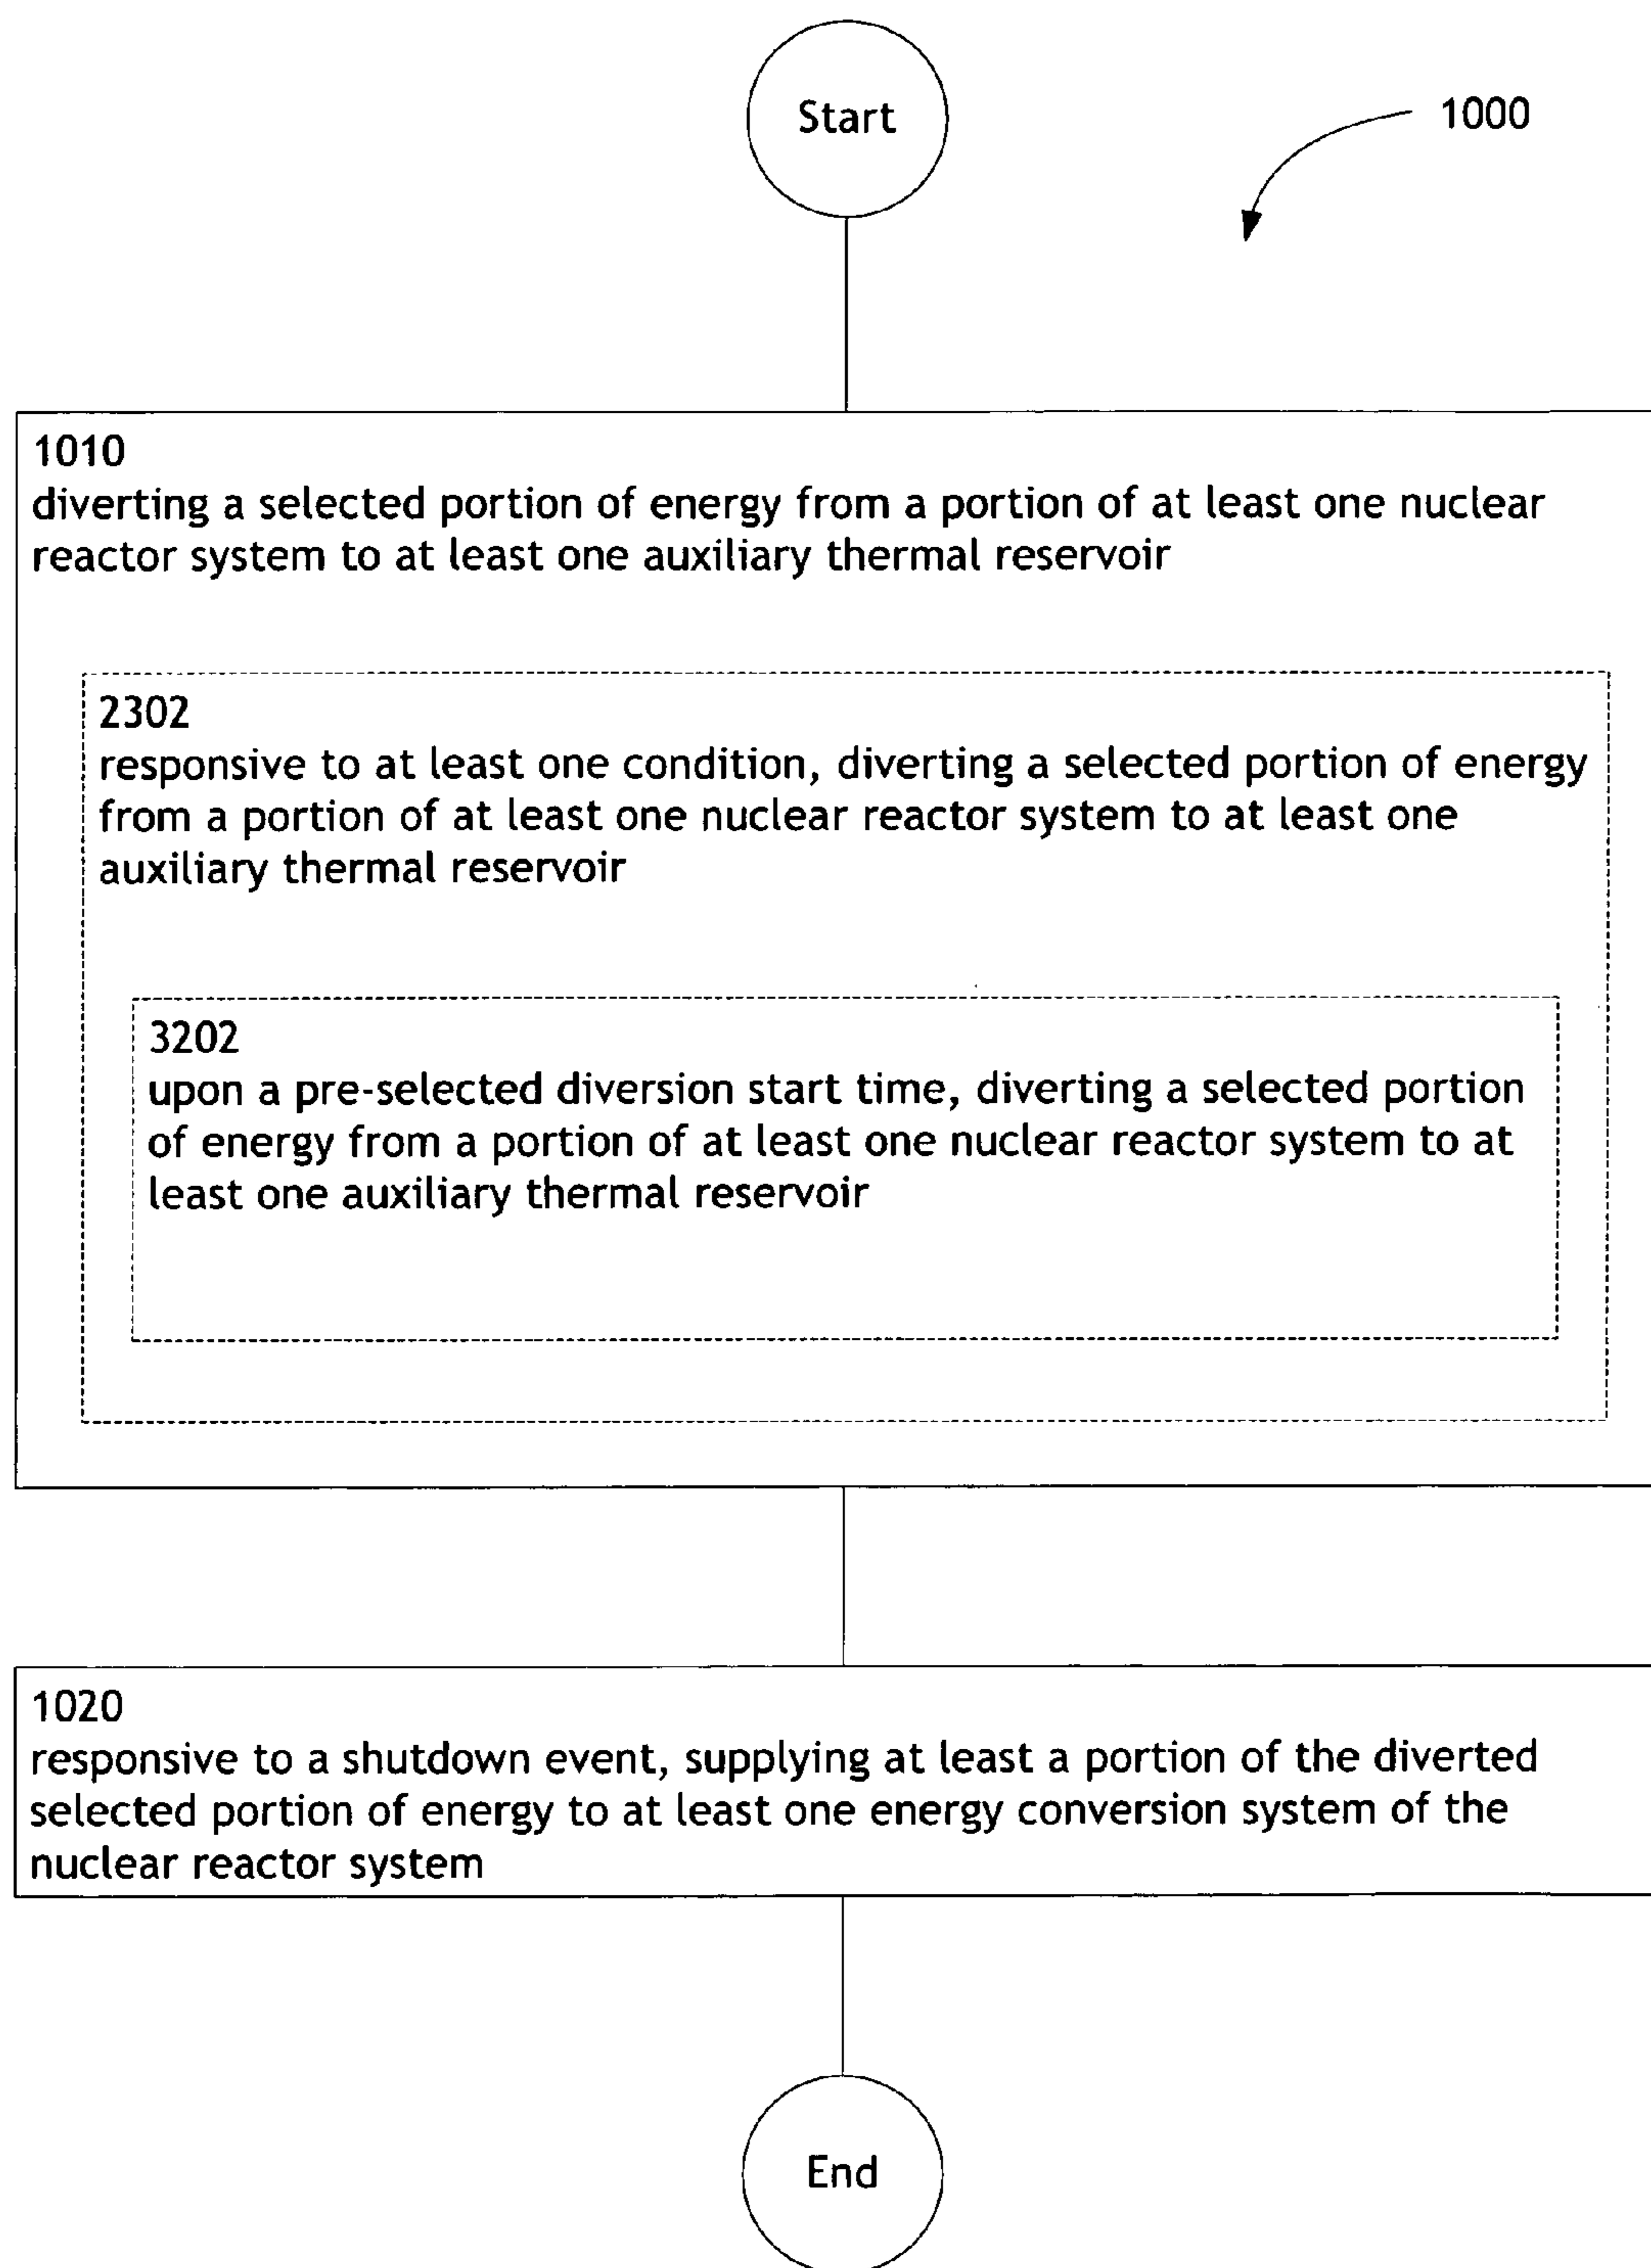 Start
1000
1010
diverting a selected portion of energy from a portion of at least one nuclear
reactor system to at least one auxiliary thermal reservoir
2302
responsive to at least one condition, diverting a selected portion of energy
from a portion of at least one nuclear reactor system to at least one
auxiliary thermal reservoir
3202
upon a pre-selected diversion start time, diverting a selected portion
of energy from a portion of at least one nuclear reactor system to at
least one auxiliary thermal reservoir
1020
responsive to a shutdown event, supplying at least a portion of the diverted
selected portion of energy to at least one energy conversion system of the
nuclear reactor system
End